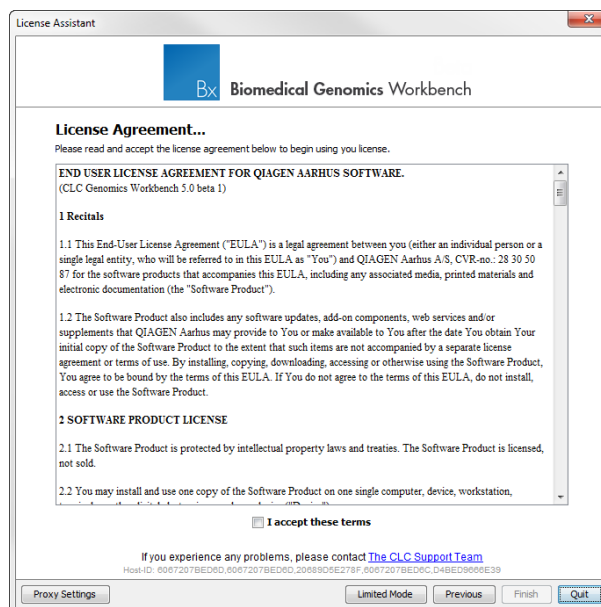 License Assistant
Bx Biomedical Genomics Workbench
License Agreement...
Please read and accept the license agreement below to begin using you license.
END USER LICENSE AGREEMENT FOR QIAGEN AARHUS SOFTWARE.
(CLC Genomics Workbench 5.0 beta 1)
1 Recitals
1.1 This End-User License Agreement ("EULA") is a legal agreement between you (either an individual person or a
single legal entity, who will be referred to in this EULA as "You") and QIAGEN Aarhus A/S, CVR-no.: 28 30 50
87 for the software products that accompanies this EULA, including any associated media, printed materials and
electronic documentation (the "Software Product").
1.2 The Software Product also includes any software updates, add-on components, web services and/or
supplements that QIAGEN Aarhus may provide to You or make available to You after the date You obtain Your
initial copy of the Software Product to the extent that such items are not accompanied by a separate license
agreement or terms of use. By installing, copying, downloading, accessing or otherwise using the Software Product,
You agree to be bound by the terms of this EULA. If You do not agree to the terms of this EULA, do not install,
access or use the Software Product.
2 SOFTWARE PRODUCT LICENSE
2.1 The Software Product is protected by intellectual property laws and treaties. The Software Product is licensed,
not sold.
2.2 You may install and use one copy of the Software Product on one single computer, device, workstation,
I accept these terms
If you experience any problems, please contact The CLC Support Team
Host-ID: 6067207BED6D,6067207BED6D,20689D5E278F,6067207BED6C,D4BED9666E39
Proxy Settings
Limited Mode
Previous
Finish
Quit